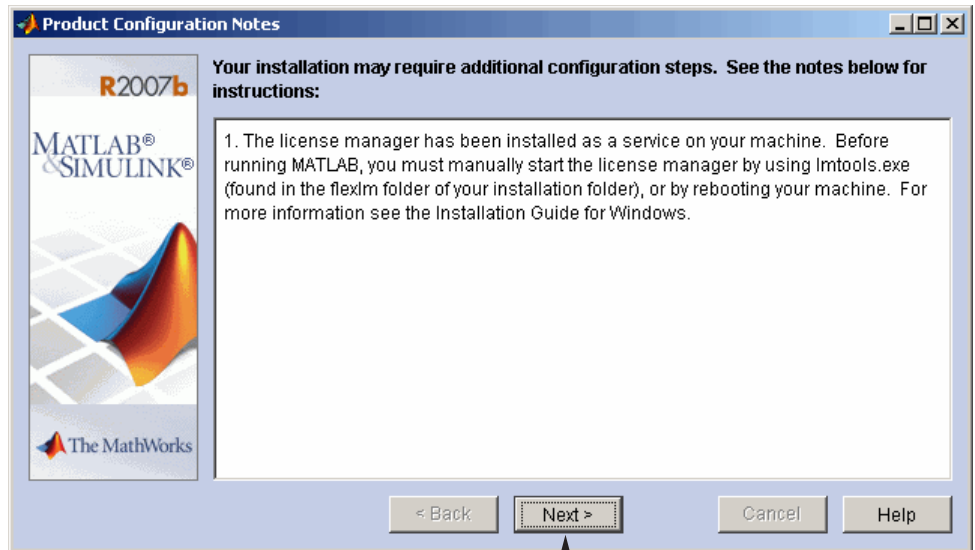 Product Configuration Notes
R2007b
MATLAB®
&SIMULINK®
The MathWorks
Your installation may require additional configuration steps. See the notes below for
instructions:
1. The license manager has been installed as a service on your machine. Before
running MATLAB, you must manually start the license manager by using lmtools.exe
(found in the flexlm folder of your installation folder), or by rebooting your machine. For
more information see the Installation Guide for Windows.
< Back
Next >
Cancel
Help